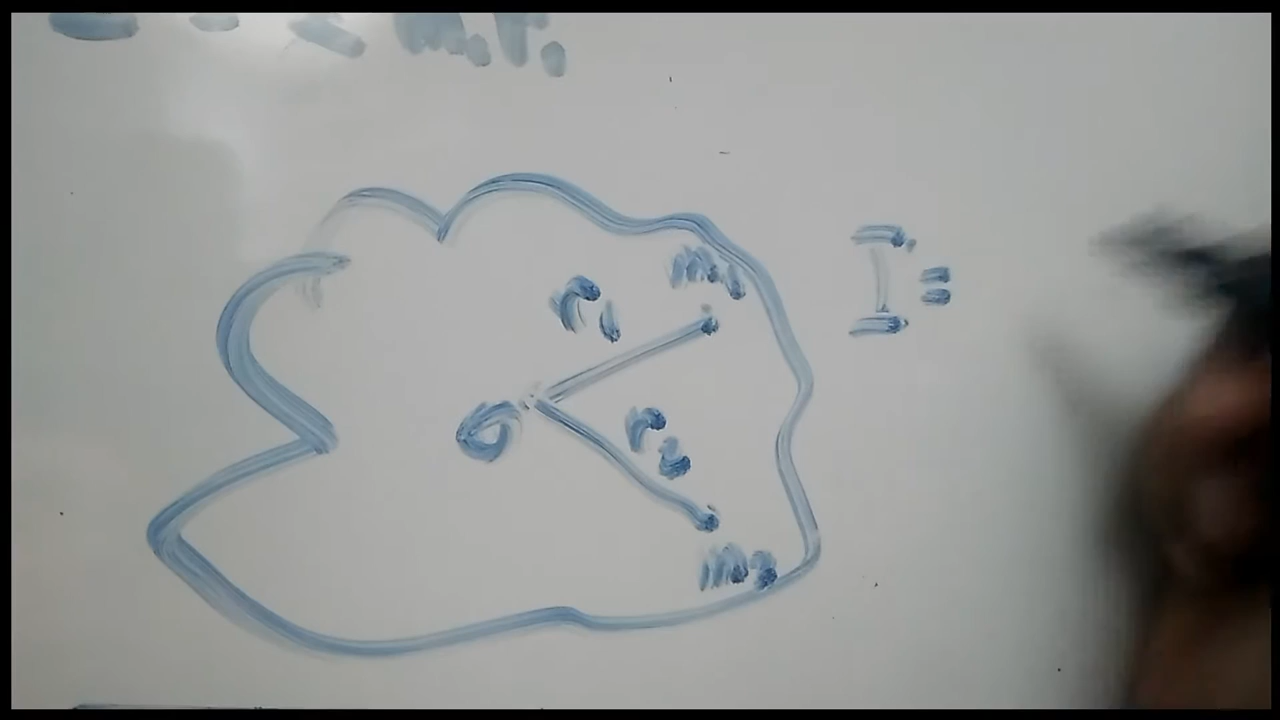 m₁
r₁
I =
O
r₂
m₂